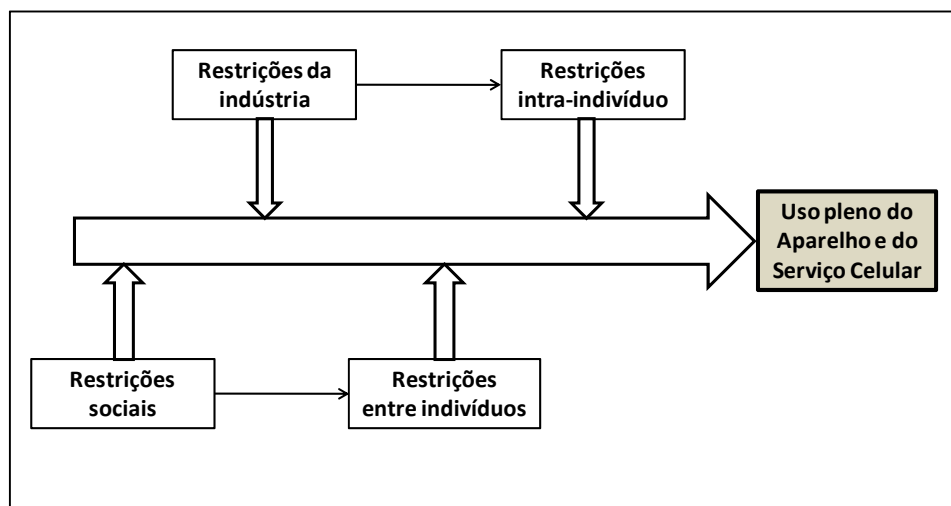 Restrições da
indústria
Restrições
intra-indivíduo
Uso pleno do
Aparelho e do
Serviço Celular
Restrições
sociais
Restrições
entre indivíduos